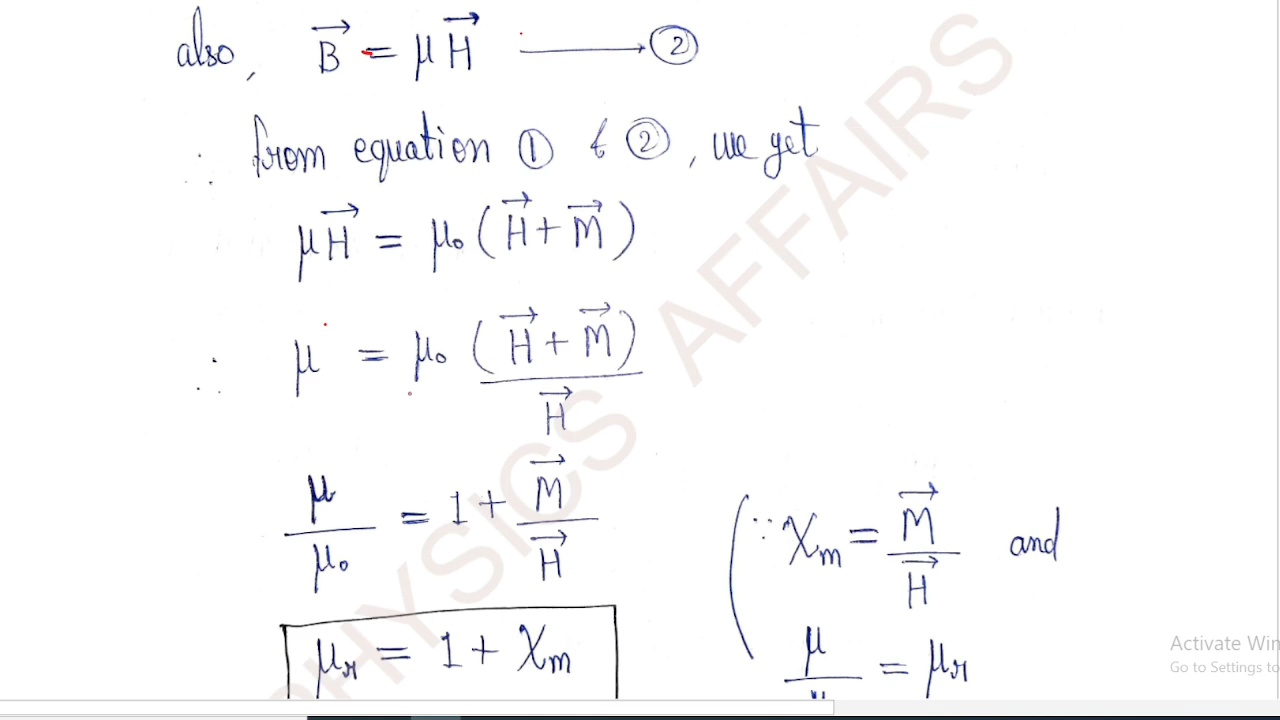 also, B⃗ = μH⃗ ⟶ ②
∴ from equation ① & ②, we get
μH⃗ = μ₀(H⃗ + M⃗)
∴ μ = μ₀ (H⃗ + M⃗)
H⃗
μ = 1 + M⃗
μ₀ H⃗
μr = 1 + χm
(∵ χm = M⃗ and
H⃗
μ = μr
PHYSICS AFFAIRS
Activate Win
Go to Settings to